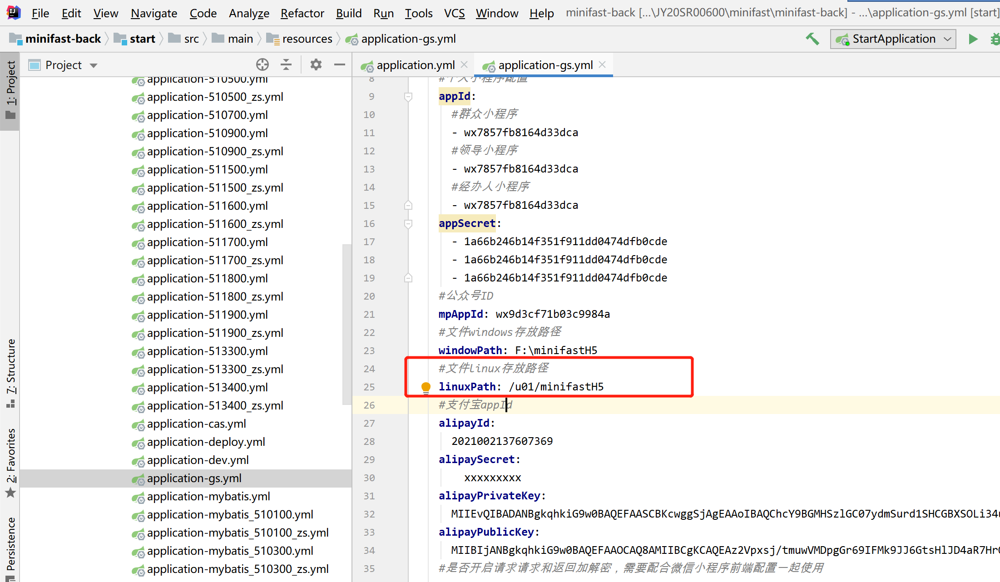 File Edit View Navigate Code Analyze Refactor Build Run Tools VCS Window Help minifast-back [...\JY20SR00600\minifast\minifast-back] - ...\application-gs.yml [start]
minifast-back start src main resources application-gs.yml StartApplication
1: Project
7: Structure
2: Favorites
Persistence
Project
application-510500.yml
application-510500_zs.yml
application-510700.yml
application-510900.yml
application-510900_zs.yml
application-511500.yml
application-511500_zs.yml
application-511600.yml
application-511600_zs.yml
application-511700.yml
application-511700_zs.yml
application-511800.yml
application-511800_zs.yml
application-511900.yml
application-511900_zs.yml
application-513300.yml
application-513300_zs.yml
application-513400.yml
application-513400_zs.yml
application-cas.yml
application-deploy.yml
application-dev.yml
application-gs.yml
application-mybatis.yml
application-mybatis_510100.yml
application-mybatis_510100_zs.yml
application-mybatis_510300.yml
application-mybatis_510300_zs.yml
application.yml application-gs.yml
8 #个人小程序配置
9 appId:
10 #群众小程序
11 - wx7857fb8164d33dca
12 #领导小程序
13 - wx7857fb8164d33dca
14 #经办人小程序
15 - wx7857fb8164d33dca
16 appSecret:
17 - 1a66b246b14f351f911dd0474dfb0cde
18 - 1a66b246b14f351f911dd0474dfb0cde
19 - 1a66b246b14f351f911dd0474dfb0cde
20 #公众号ID
21 mpAppId: wx9d3cf71b03c9984a
22 #文件windows存放路径
23 windowPath: F:\minifastH5
24 #文件linux存放路径
25 linuxPath: /u01/minifastH5
26 #支付宝appId
27 alipayId:
28 2021002137607369
29 alipaySecret:
30 xxxxxxxxx
31 alipayPrivateKey:
32 MIIEvQIBADANBgkqhkiG9w0BAQEFAASCBKcwggSjAgEAAoIBAQChcY9BGMHSzlGC07ydmSurd1SHCGBXSOLi34u
33 alipayPublicKey:
34 MIIBIjANBgkqhkiG9w0BAQEFAAOCAQ8AMIIBCgKCAQEAz2Vpxsj/tmuwVMDpgGr69IFMk9JJ6GtsHlJD4aR7Hr
35 #是否开启请求请求和返回加解密，需要配合微信小程序前端配置一起使用